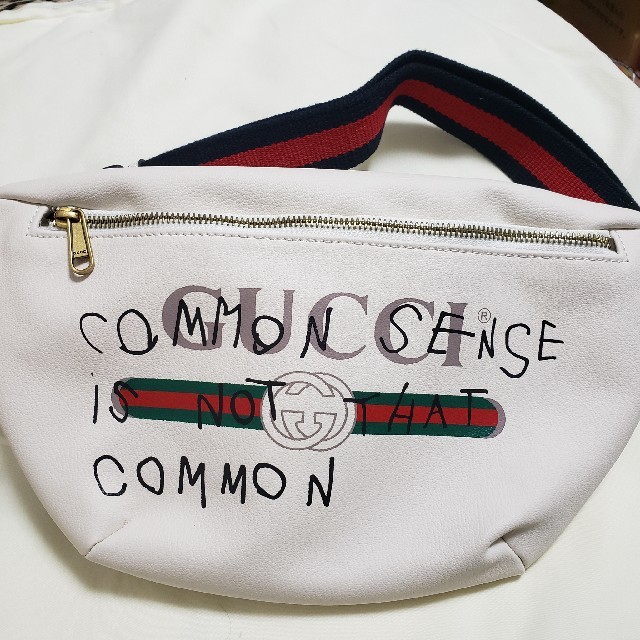 GUCCI®
COMMON SENSE
iS NOT THAT
COMMON